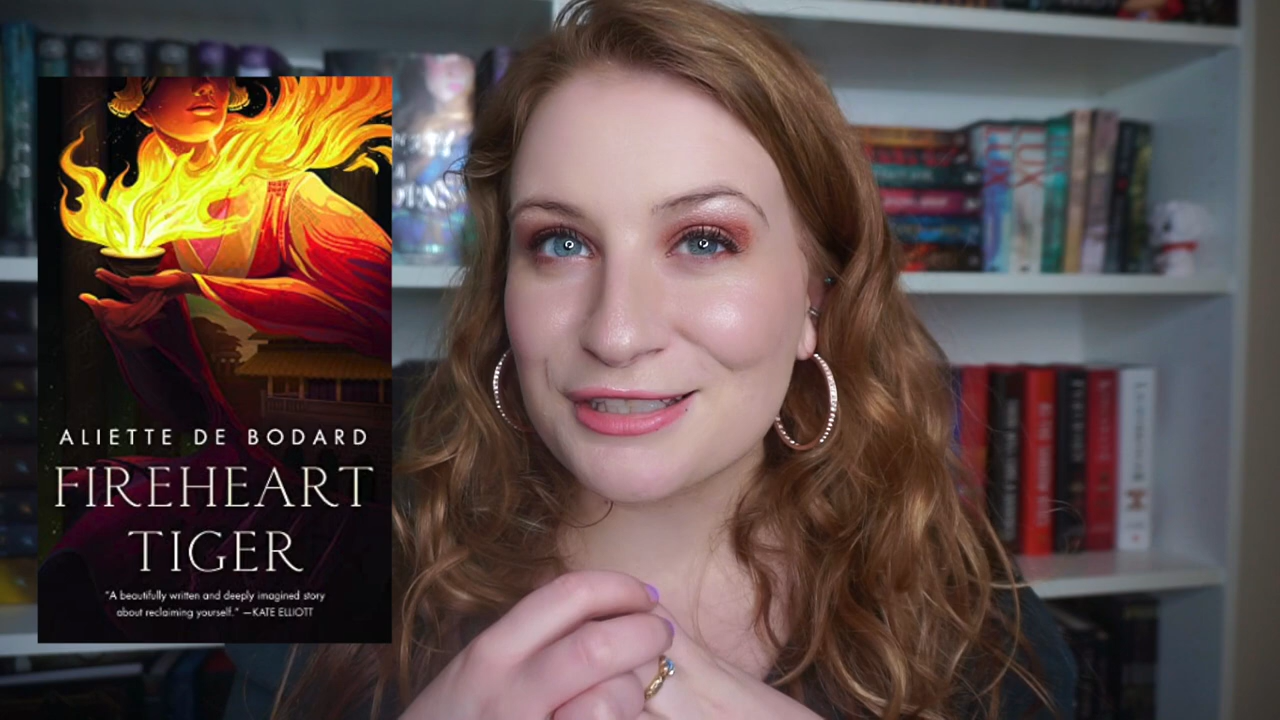 ALIETTE DE BODARD
FIREHEART
TIGER
"A beautifully written and deeply imagined story
about reclaiming yourself." —KATE ELLIOTT